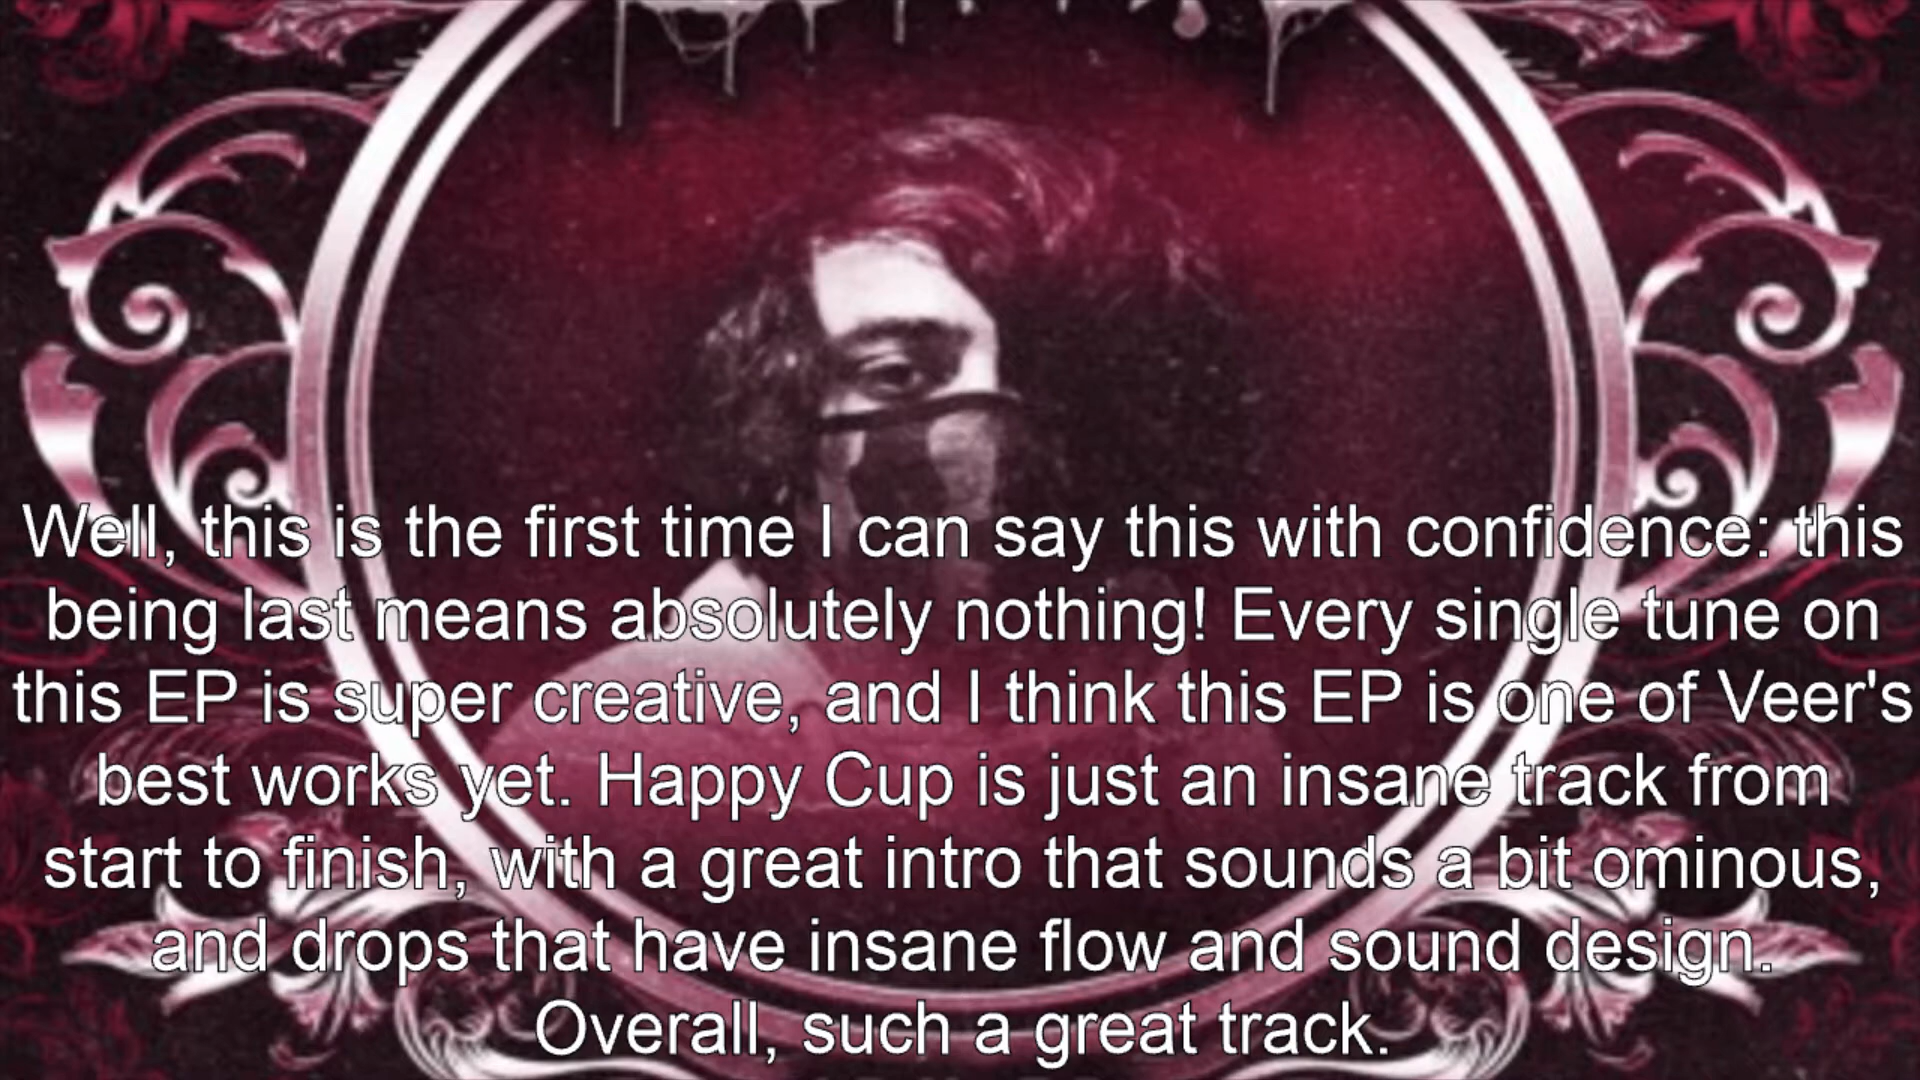 Well, this is the first time I can say this with confidence: this
being last means absolutely nothing! Every single tune on
this EP is super creative, and I think this EP is one of Veer's
best works yet. Happy Cup is just an insane track from
start to finish, with a great intro that sounds a bit ominous,
and drops that have insane flow and sound design.
Overall, such a great track.